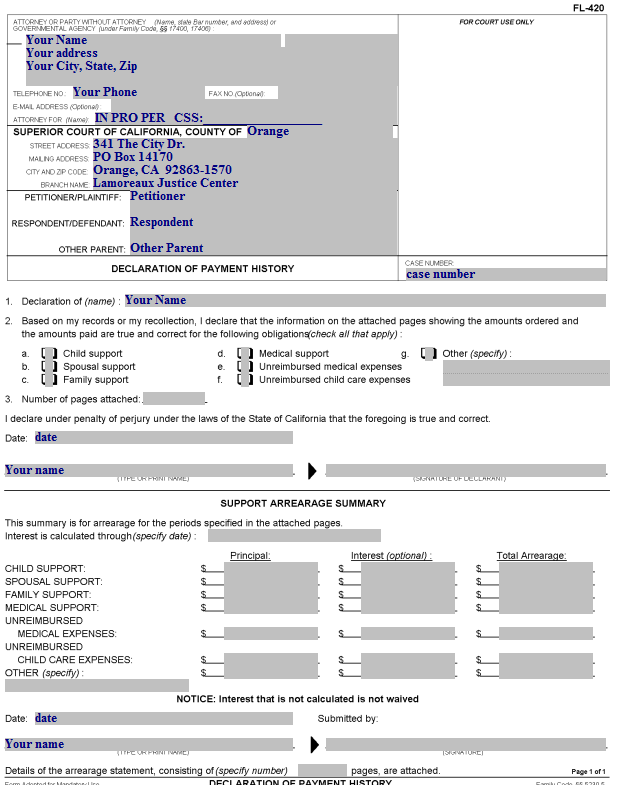 FL-420
ATTORNEY OR PARTY WITHOUT ATTORNEY (Name, state Bar number, and address) or
GOVERNMENTAL AGENCY (under Family Code, §§ 17400, 17406) :
FOR COURT USE ONLY
Your Name
Your address
Your City, State, Zip
TELEPHONE NO.: Your Phone FAX NO.(Optional):
E-MAIL ADDRESS (Optional) :
ATTORNEY FOR (Name): IN PRO PER CSS:
SUPERIOR COURT OF CALIFORNIA, COUNTY OF Orange
STREET ADDRESS: 341 The City Dr.
MAILING ADDRESS: PO Box 14170
CITY AND ZIP CODE: Orange, CA 92863-1570
BRANCH NAME: Lamoreaux Justice Center
PETITIONER/PLAINTIFF: Petitioner
RESPONDENT/DEFENDANT: Respondent
OTHER PARENT: Other Parent
DECLARATION OF PAYMENT HISTORY
CASE NUMBER:
case number
1. Declaration of (name) : Your Name
2. Based on my records or my recollection, I declare that the information on the attached pages showing the amounts ordered and
the amounts paid are true and correct for the following obligations(check all that apply) :
a. Child support d. Medical support g. Other (specify) :
b. Spousal support e. Unreimbursed medical expenses
c. Family support f. Unreimbursed child care expenses
3. Number of pages attached: .
I declare under penalty of perjury under the laws of the State of California that the foregoing is true and correct.
Date: date
Your name
(TYPE OR PRINT NAME) (SIGNATURE OF DECLARANT)
SUPPORT ARREARAGE SUMMARY
This summary is for arrearage for the periods specified in the attached pages.
Interest is calculated through(specify date) :
Principal: Interest (optional) : Total Arrearage:
CHILD SUPPORT: $ $ $
SPOUSAL SUPPORT: $ $ $
FAMILY SUPPORT: $ $ $
MEDICAL SUPPORT: $ $ $
UNREIMBURSED
MEDICAL EXPENSES: $ $ $
UNREIMBURSED
CHILD CARE EXPENSES: $ $ $
OTHER (specify) : $ $ $
NOTICE: Interest that is not calculated is not waived
Date: date Submitted by:
Your name
(TYPE OR PRINT NAME) (SIGNATURE)
Details of the arrearage statement, consisting of (specify number) pages, are attached.
Page 1 of 1
Form Adopted for Mandatory Use DECLARATION OF PAYMENT HISTORY Family Code, §§ 5230.5